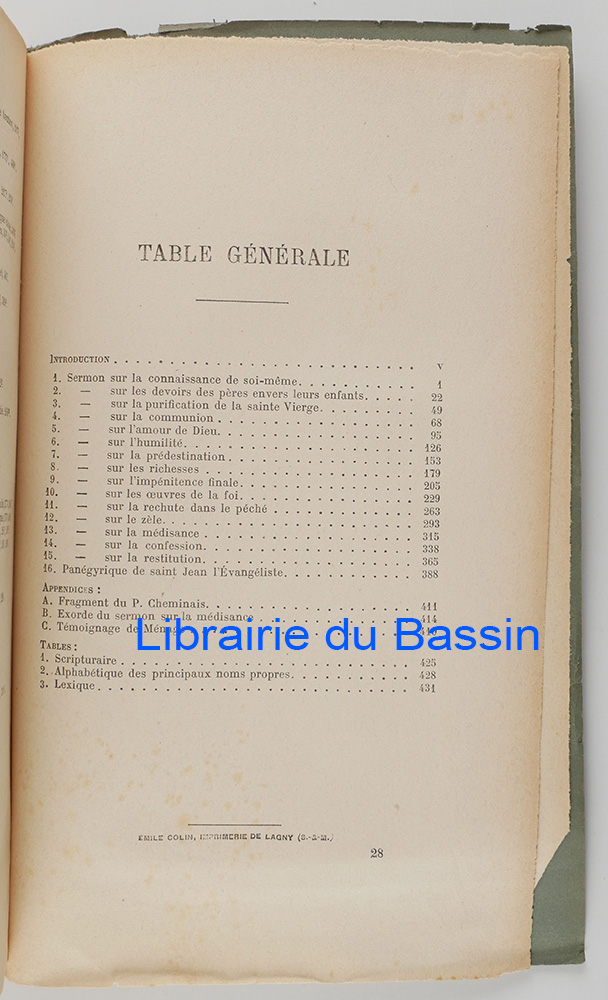 TABLE GÉNÉRALE
INTRODUCTION . . . . . . . . . . . . . . . . . . . . . . . . . v
1. Sermon sur la connaissance de soi-même. . . . . . . . . . . 1
2. — sur les devoirs des pères envers leurs enfants. . . . . 22
3. — sur la purification de la sainte Vierge. . . . . . . . . 49
4. — sur la communion . . . . . . . . . . . . . . . . . 68
5. — sur l'amour de Dieu. . . . . . . . . . . . . . . . . 95
6. — sur l'humilité. . . . . . . . . . . . . . . . . . . 126
7. — sur la prédestination . . . . . . . . . . . . . . . 153
8. — sur les richesses . . . . . . . . . . . . . . . . . 179
9. — sur l'impénitence finale. . . . . . . . . . . . . . . 205
10. — sur les œuvres de la foi. . . . . . . . . . . . . . . 229
11. — sur la rechute dans le péché . . . . . . . . . . . . 263
12. — sur le zèle. . . . . . . . . . . . . . . . . . . . 293
13. — sur la médisance . . . . . . . . . . . . . . . . . 315
14. — sur la confession. . . . . . . . . . . . . . . . . . 338
15. — sur la restitution. . . . . . . . . . . . . . . . . . 365
16. Panégyrique de saint Jean l'Évangéliste. . . . . . . . . . . 388
APPENDICES :
A. Fragment du P. Cheminais. . . . . . . . . . . . . . . . . 411
B. Exorde du sermon sur la médisance . . . . . . . . . . . . 414
C. Témoignage de
Librairie du Bassin
TABLES :
1. Scripturaire . . . . . . . . . . . . . . . . . . . . . . . 425
2. Alphabétique des principaux noms propres. . . . . . . . . . 428
3. Lexique . . . . . . . . . . . . . . . . . . . . . . . . . 431
ÉMILE COLIN, IMPRIMERIE DE LAGNY (S.-&-M.)
28